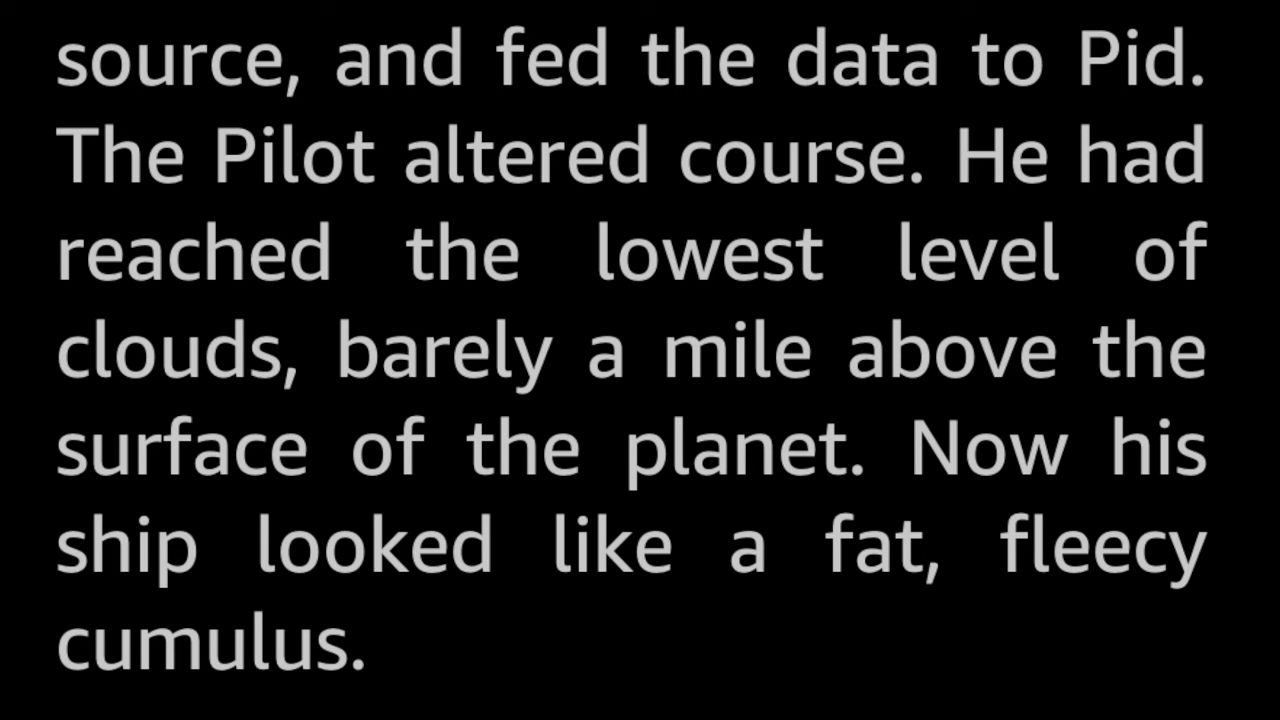 source, and fed the data to Pid.
The Pilot altered course. He had
reached the lowest level of
clouds, barely a mile above the
surface of the planet. Now his
ship looked like a fat, fleecy
cumulus.